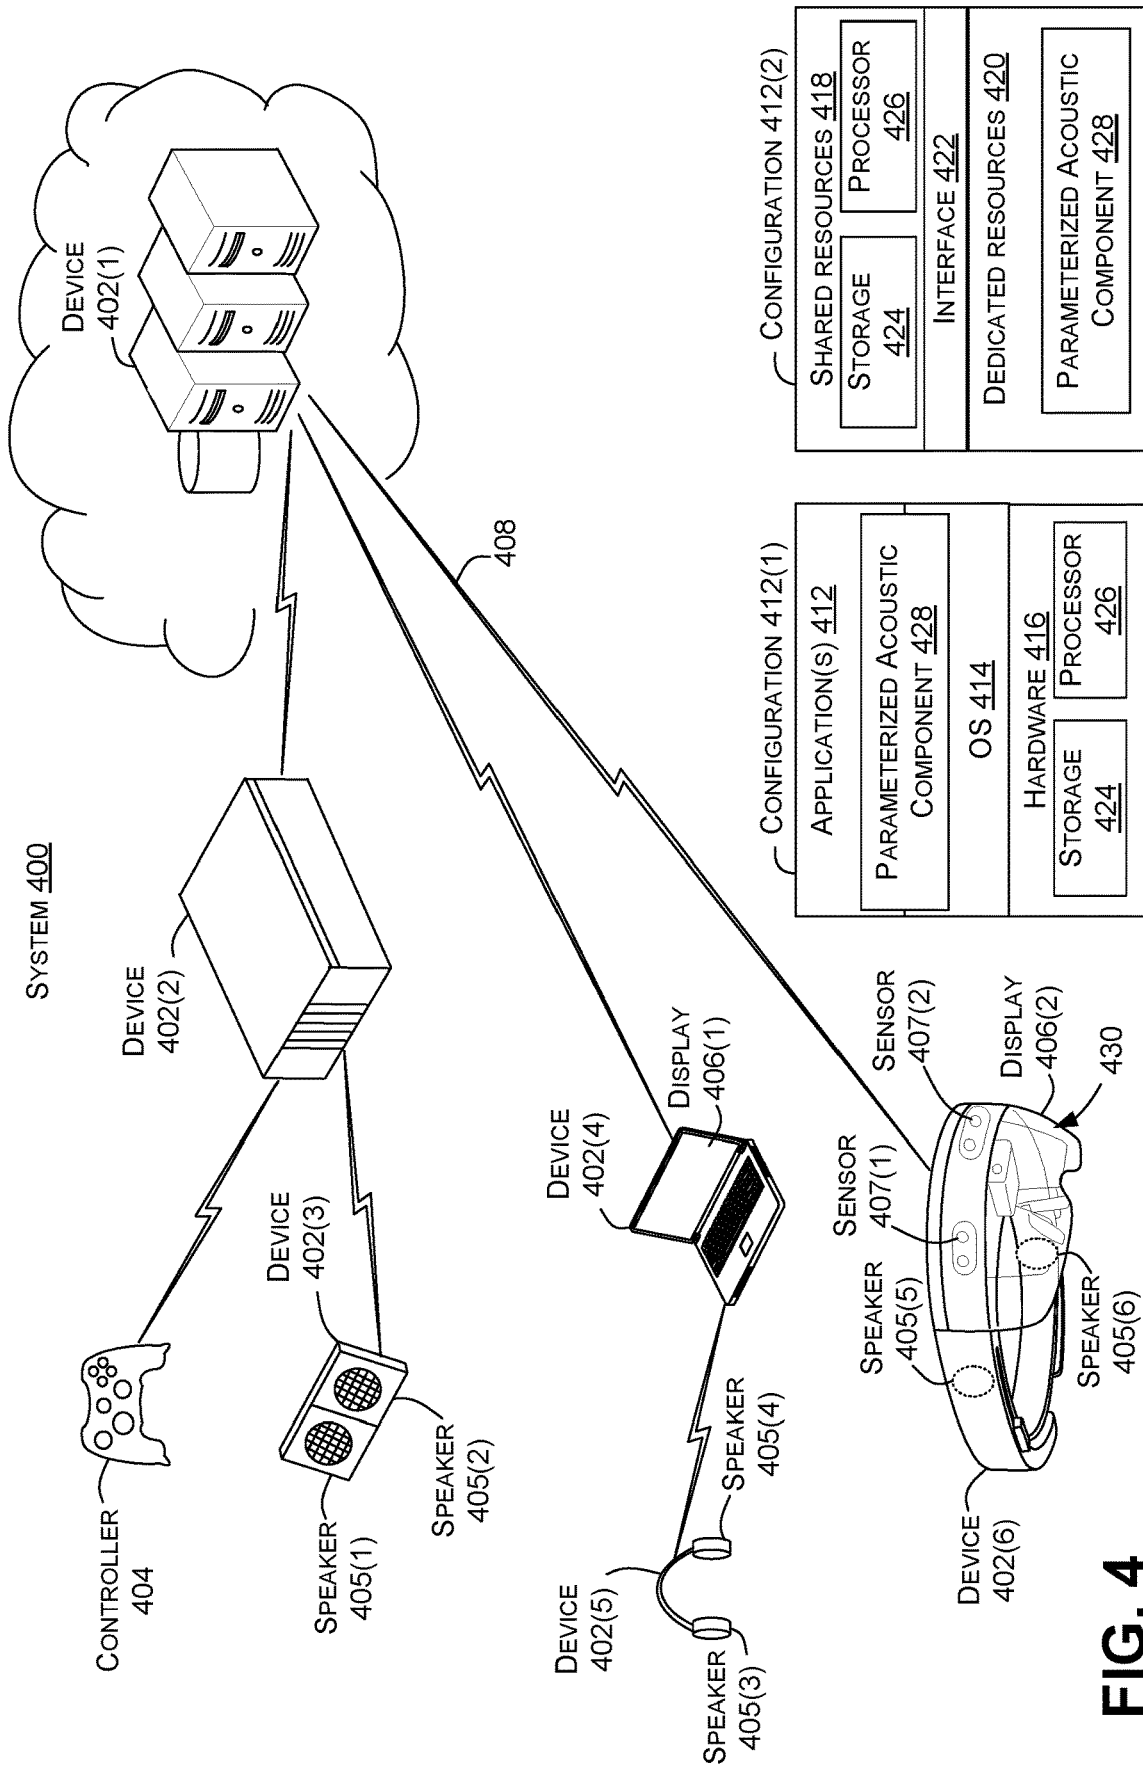 SYSTEM 400
DEVICE
402(1)
DEVICE
402(2)
CONTROLLER
404
DEVICE
402(3)
SPEAKER
405(1)
SPEAKER
405(2)
408
DEVICE
402(4)
DISPLAY
406(1)
DEVICE
402(5)
SPEAKER
405(3)
SPEAKER
405(4)
SPEAKER
405(5)
SENSOR
407(1)
SENSOR
407(2)
DEVICE
402(6)
SPEAKER
405(6)
DISPLAY
406(2)
430
CONFIGURATION 412(1)
APPLICATION(S) 412
PARAMETERIZED ACOUSTIC
COMPONENT 428
OS 414
HARDWARE 416
STORAGE
424
PROCESSOR
426
CONFIGURATION 412(2)
SHARED RESOURCES 418
STORAGE
424
PROCESSOR
426
INTERFACE 422
DEDICATED RESOURCES 420
PARAMETERIZED ACOUSTIC
COMPONENT 428
FIG. 4